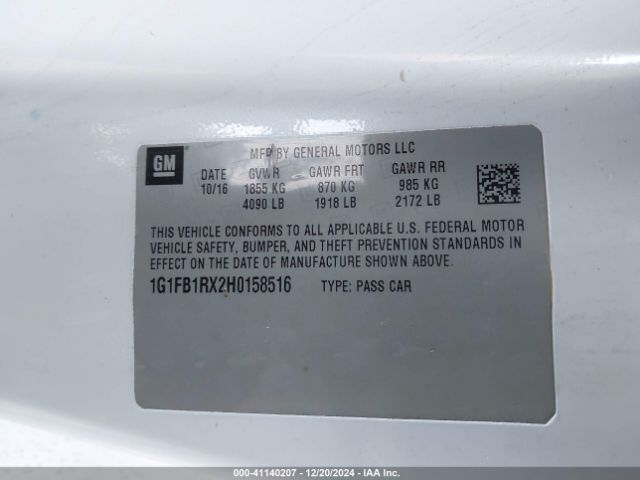 MFD BY GENERAL MOTORS LLC
GM
DATE GVWR GAWR FRT GAWR RR
10/16 1855 KG 870 KG 985 KG
4090 LB 1918 LB 2172 LB
THIS VEHICLE CONFORMS TO ALL APPLICABLE U.S. FEDERAL MOTOR
VEHICLE SAFETY, BUMPER, AND THEFT PREVENTION STANDARDS IN
EFFECT ON THE DATE OF MANUFACTURE SHOWN ABOVE.
1G1FB1RX2H0158516 TYPE: PASS CAR
000-41140207 - 12/20/2024 - IAA Inc.